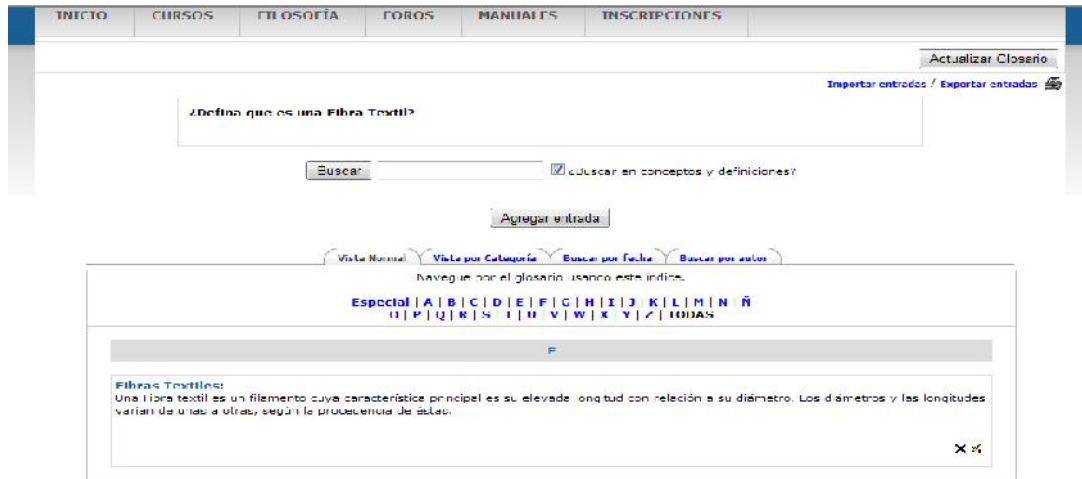 INICIO CURSOS FILOSOFÍA FOROS MANUALES INSCRIPCIONES
Actualizar Glosario
Importar entradas / Exportar entradas
¿Defina que es una Fibra Textil?
Buscar ¿Buscar en conceptos y definiciones?
Agregar entrada
Vista Normal Vista por Categoría Buscar por fecha Buscar por autor
Navegue por el glosario usando este índice.
Especial | A | B | C | D | E | F | G | H | I | J | K | L | M | N | Ñ
O | P | Q | R | S | T | U | V | W | X | Y | Z | TODAS
F
Fibras Textiles:
Una Fibra textil es un filamento cuya característica principal es su elevada longitud con relación a su diámetro. Los diámetros y las longitudes
varían de unas a otras, según la procedencia de éstas.